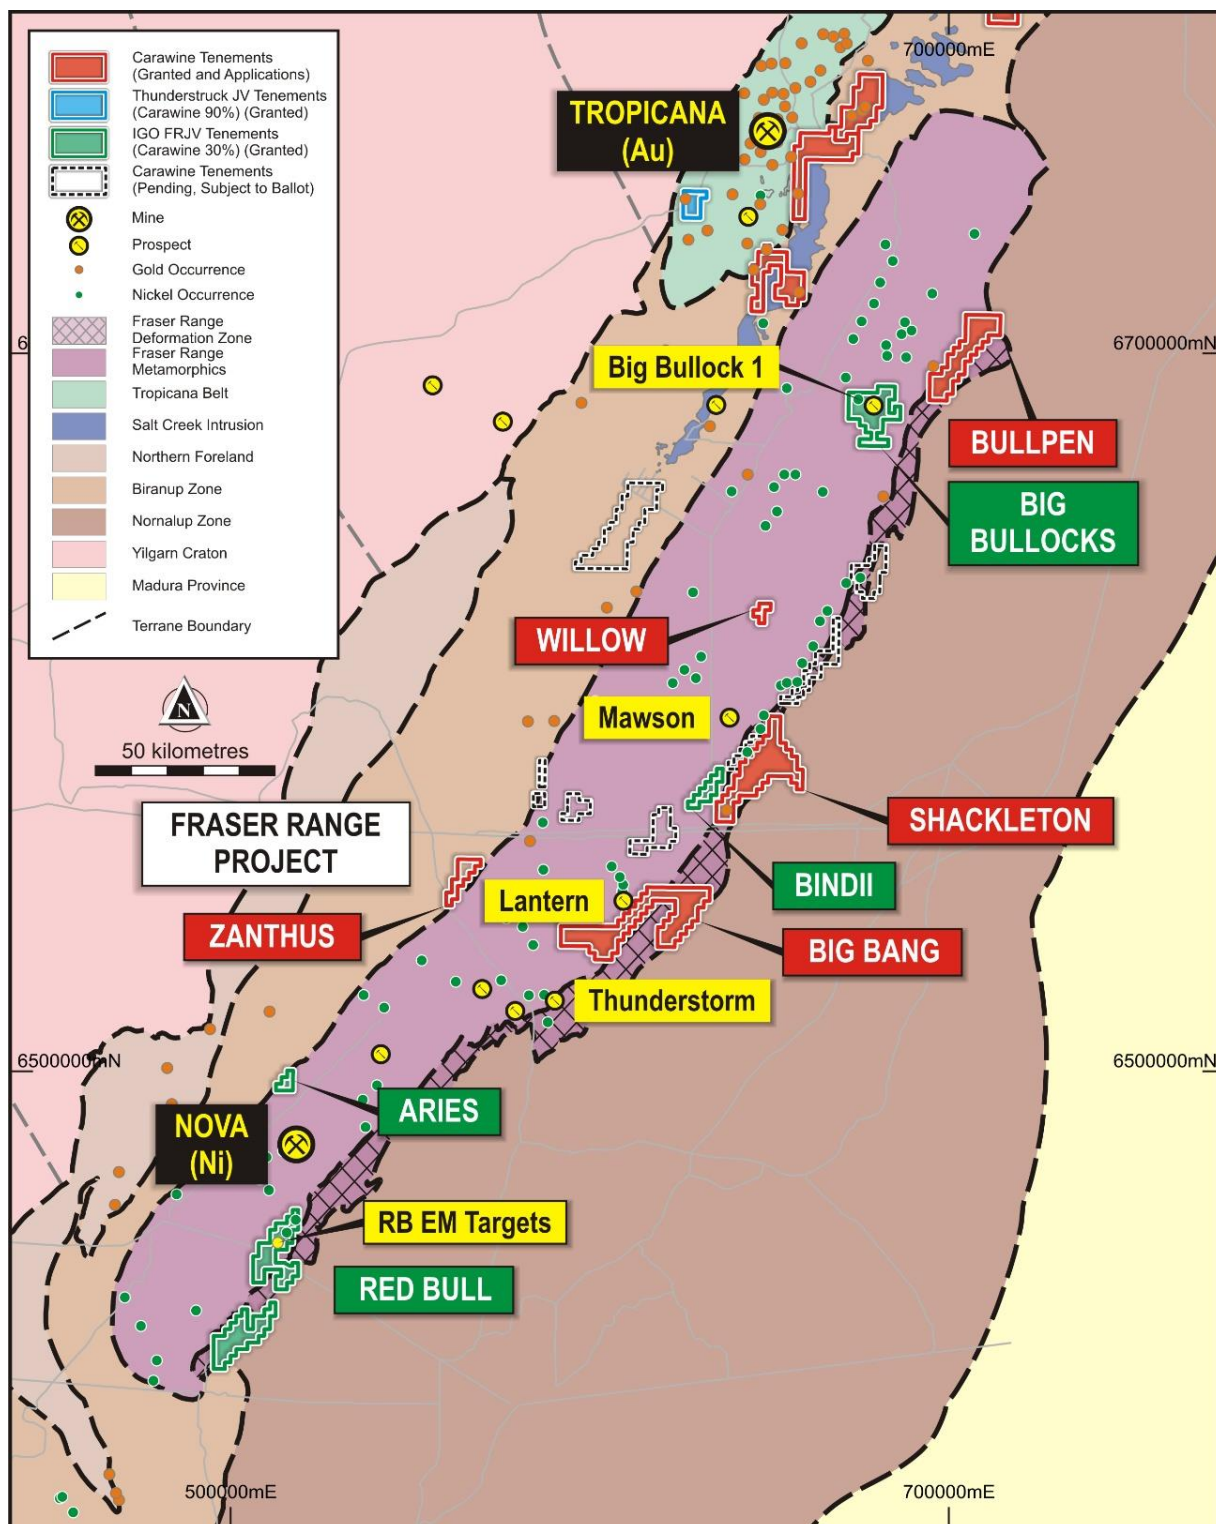 Carawine Tenements
(Granted and Applications)
Thunderstruck JV Tenements
(Carawine 90%) (Granted)
IGO FRJV Tenements
(Carawine 30%) (Granted)
Carawine Tenements
(Pending, Subject to Ballot)
Mine
Prospect
Gold Occurrence
Nickel Occurrence
Fraser Range
Deformation Zone
Fraser Range
Metamorphics
Tropicana Belt
Salt Creek Intrusion
Northern Foreland
Biranup Zone
Nornalup Zone
Yilgarn Craton
Madura Province
Terrane Boundary
N
50 kilometres
700000mE
TROPICANA
(Au)
6
6700000mN
Big Bullock 1
BULLPEN
BIG
BULLOCKS
WILLOW
Mawson
FRASER RANGE
PROJECT
SHACKLETON
BINDII
Lantern
ZANTHUS
BIG BANG
Thunderstorm
6500000mN
6500000mN
ARIES
NOVA
(Ni)
RB EM Targets
RED BULL
500000mE
700000mE